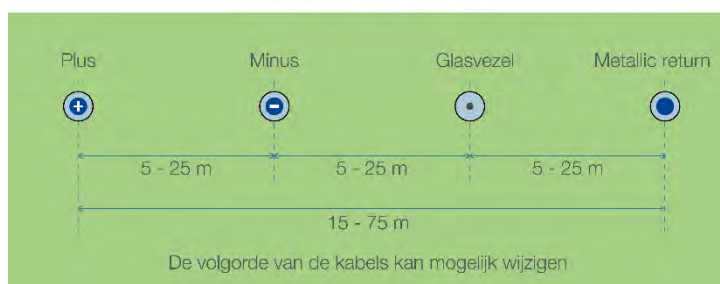 Plus Minus Glasvezel Metallic return
+ -
5 - 25 m 5 - 25 m 5 - 25 m
15 - 75 m
De volgorde van de kabels kan mogelijk wijzigen